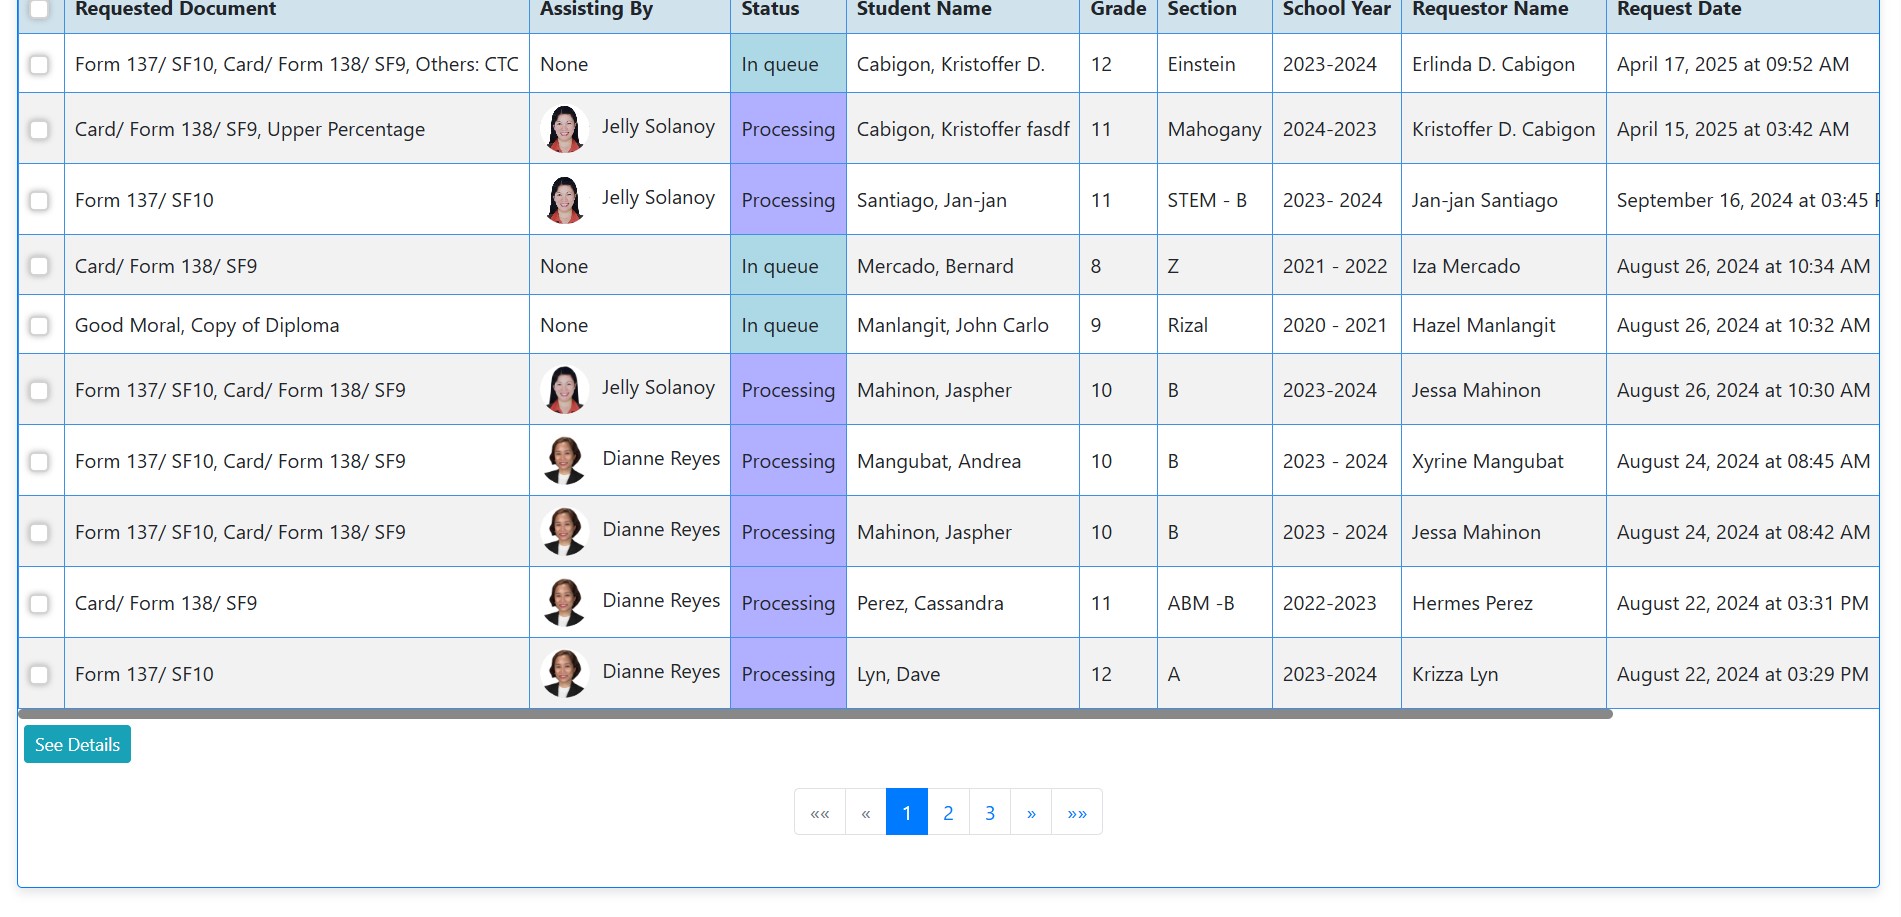 Requested Document Assisting By Status Student Name Grade Section School Year Requestor Name Request Date
Form 137/ SF10, Card/ Form 138/ SF9, Others: CTC None In queue Cabigon, Kristoffer D. 12 Einstein 2023-2024 Erlinda D. Cabigon April 17, 2025 at 09:52 AM
Card/ Form 138/ SF9, Upper Percentage Jelly Solanoy Processing Cabigon, Kristoffer fasdf 11 Mahogany 2024-2023 Kristoffer D. Cabigon April 15, 2025 at 03:42 AM
Form 137/ SF10 Jelly Solanoy Processing Santiago, Jan-jan 11 STEM - B 2023- 2024 Jan-jan Santiago September 16, 2024 at 03:45
Card/ Form 138/ SF9 None In queue Mercado, Bernard 8 Z 2021 - 2022 Iza Mercado August 26, 2024 at 10:34 AM
Good Moral, Copy of Diploma None In queue Manlangit, John Carlo 9 Rizal 2020 - 2021 Hazel Manlangit August 26, 2024 at 10:32 AM
Form 137/ SF10, Card/ Form 138/ SF9 Jelly Solanoy Processing Mahinon, Jaspher 10 B 2023-2024 Jessa Mahinon August 26, 2024 at 10:30 AM
Form 137/ SF10, Card/ Form 138/ SF9 Dianne Reyes Processing Mangubat, Andrea 10 B 2023 - 2024 Xyrine Mangubat August 24, 2024 at 08:45 AM
Form 137/ SF10, Card/ Form 138/ SF9 Dianne Reyes Processing Mahinon, Jaspher 10 B 2023 - 2024 Jessa Mahinon August 24, 2024 at 08:42 AM
Card/ Form 138/ SF9 Dianne Reyes Processing Perez, Cassandra 11 ABM -B 2022-2023 Hermes Perez August 22, 2024 at 03:31 PM
Form 137/ SF10 Dianne Reyes Processing Lyn, Dave 12 A 2023-2024 Krizza Lyn August 22, 2024 at 03:29 PM
See Details
«« « 1 2 3 » »»